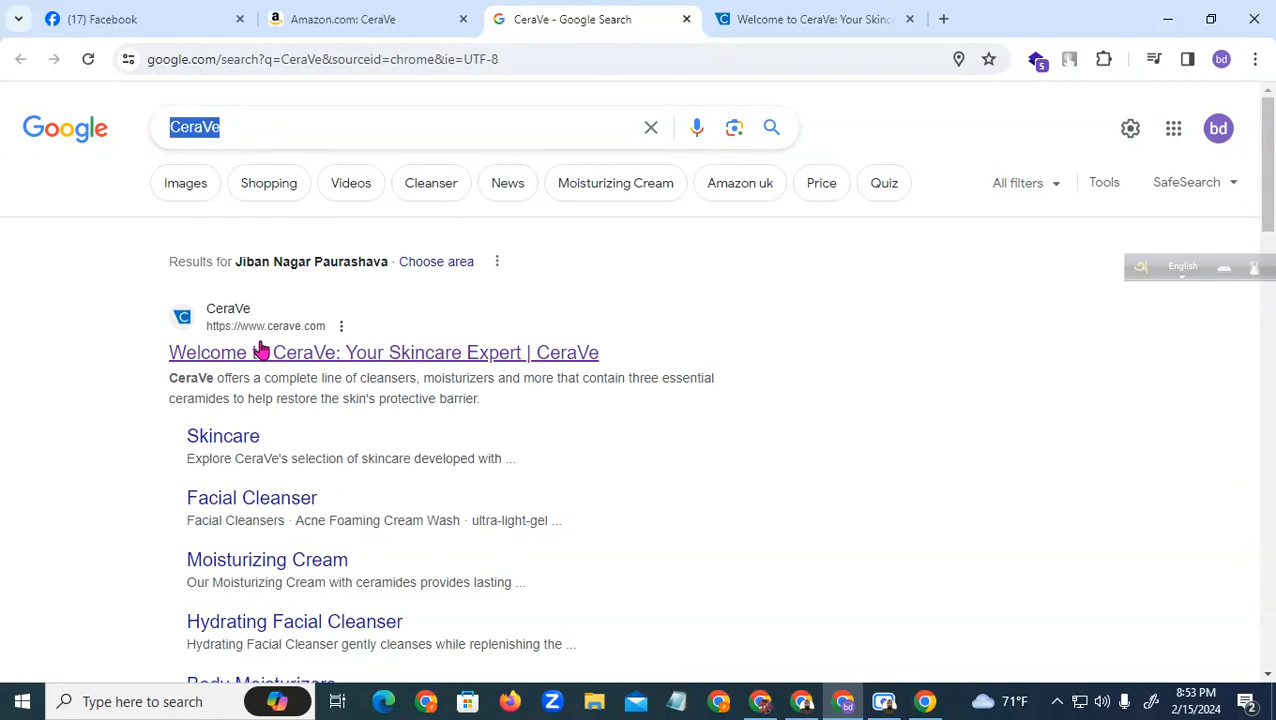 (17) Facebook
Amazon.com: CeraVe
CeraVe - Google Search
Welcome to CeraVe: Your Skinc
google.com/search?q=CeraVe&sourceid=chrome&ie=UTF-8
5
bd
Google
CeraVe
bd
Images
Shopping
Videos
Cleanser
News
Moisturizing Cream
Amazon uk
Price
Quiz
All filters
Tools
SafeSearch
Results for Jiban Nagar Paurashava · Choose area
English
CeraVe
https://www.cerave.com
Welcome to CeraVe: Your Skincare Expert | CeraVe
CeraVe offers a complete line of cleansers, moisturizers and more that contain three essential
ceramides to help restore the skin's protective barrier.
Skincare
Explore CeraVe's selection of skincare developed with ...
Facial Cleanser
Facial Cleansers · Acne Foaming Cream Wash · ultra-light-gel ...
Moisturizing Cream
Our Moisturizing Cream with ceramides provides lasting ...
Hydrating Facial Cleanser
Hydrating Facial Cleanser gently cleanses while replenishing the ...
Body Moisturizers
Type here to search
71°F
8:53 PM
2/15/2024
2